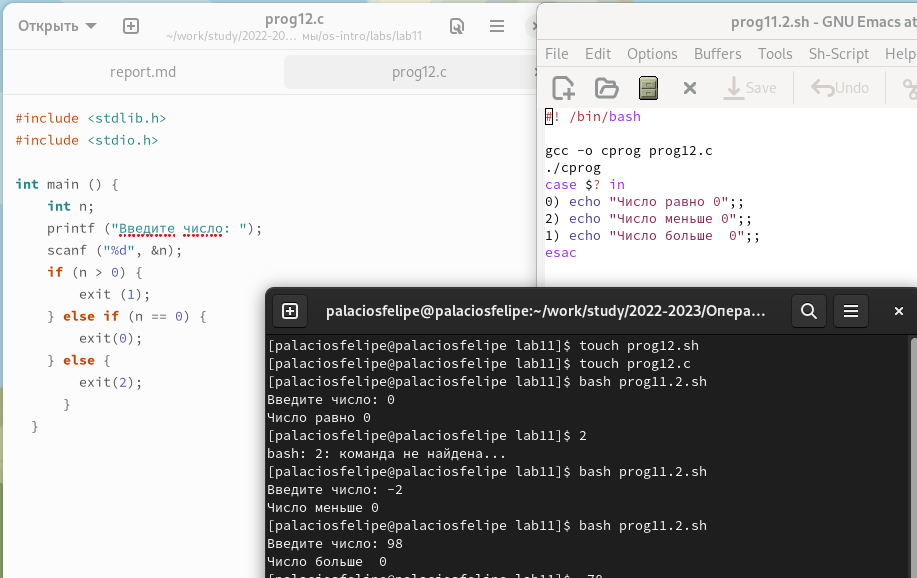 Открыть
prog12.c
~/work/study/2022-20… мы/os-intro/labs/lab11
report.md
prog12.c
#include <stdlib.h>
#include <stdio.h>
int main () {
int n;
printf ("Введите число: ");
scanf ("%d", &n);
if (n > 0) {
exit (1);
} else if (n == 0) {
exit(0);
} else {
exit(2);
}
}
prog11.2.sh - GNU Emacs at
File Edit Options Buffers Tools Sh-Script Help
Save Undo
#! /bin/bash
gcc -o cprog prog12.c
./cprog
case $? in
0) echo "Число равно 0";;
2) echo "Число меньше 0";;
1) echo "Число больше  0";;
esac
palaciosfelipe@palaciosfelipe:~/work/study/2022-2023/Опера…
[palaciosfelipe@palaciosfelipe lab11]$ touch prog12.sh
[palaciosfelipe@palaciosfelipe lab11]$ touch prog12.c
[palaciosfelipe@palaciosfelipe lab11]$ bash prog11.2.sh
Введите число: 0
Число равно 0
[palaciosfelipe@palaciosfelipe lab11]$ 2
bash: 2: команда не найдена...
[palaciosfelipe@palaciosfelipe lab11]$ bash prog11.2.sh
Введите число: -2
Число меньше 0
[palaciosfelipe@palaciosfelipe lab11]$ bash prog11.2.sh
Введите число: 98
Число больше  0